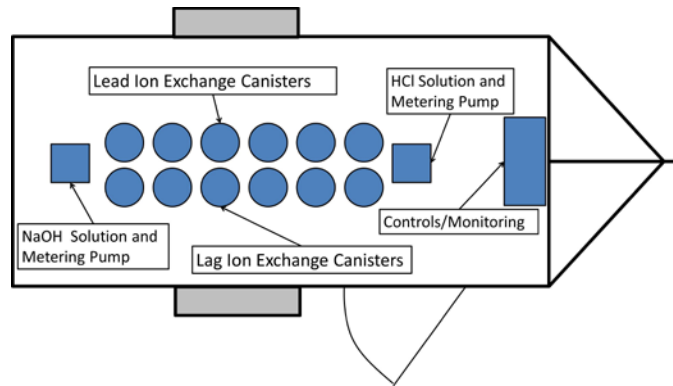 Lead Ion Exchange Canisters
HCl Solution and
Metering Pump
NaOH Solution and
Metering Pump
Lag Ion Exchange Canisters
Controls/Monitoring